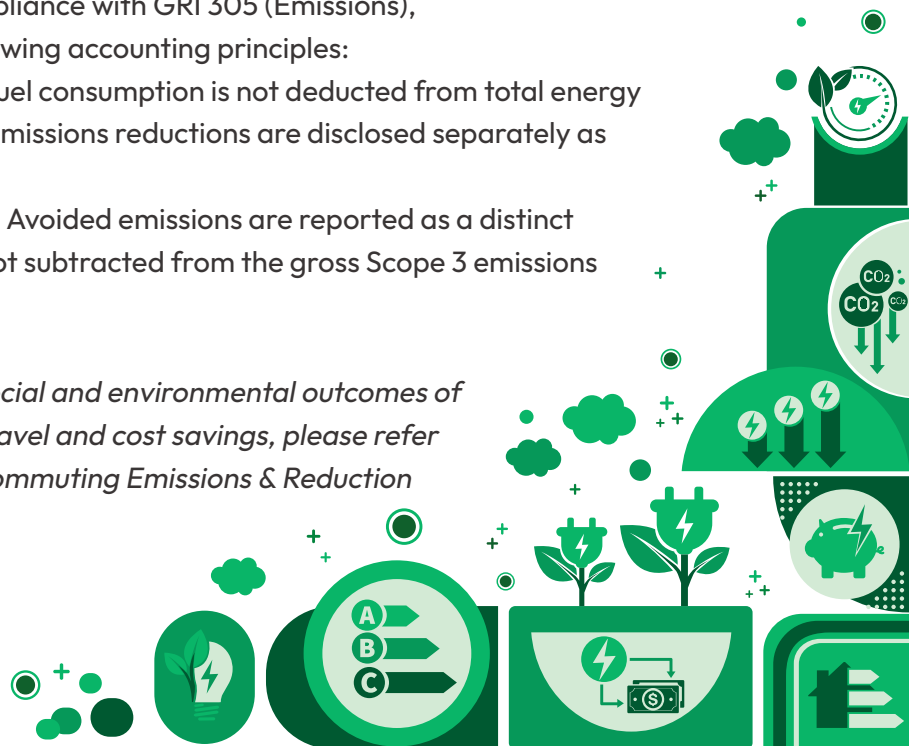 pliance with GRI 305 (Emissions),
wing accounting principles:
uel consumption is not deducted from total energy
missions reductions are disclosed separately as
Avoided emissions are reported as a distinct
ot subtracted from the gross Scope 3 emissions
cial and environmental outcomes of
avel and cost savings, please refer
ommuting Emissions & Reduction
CO₂
CO₂
CO₂
A
B
C
$